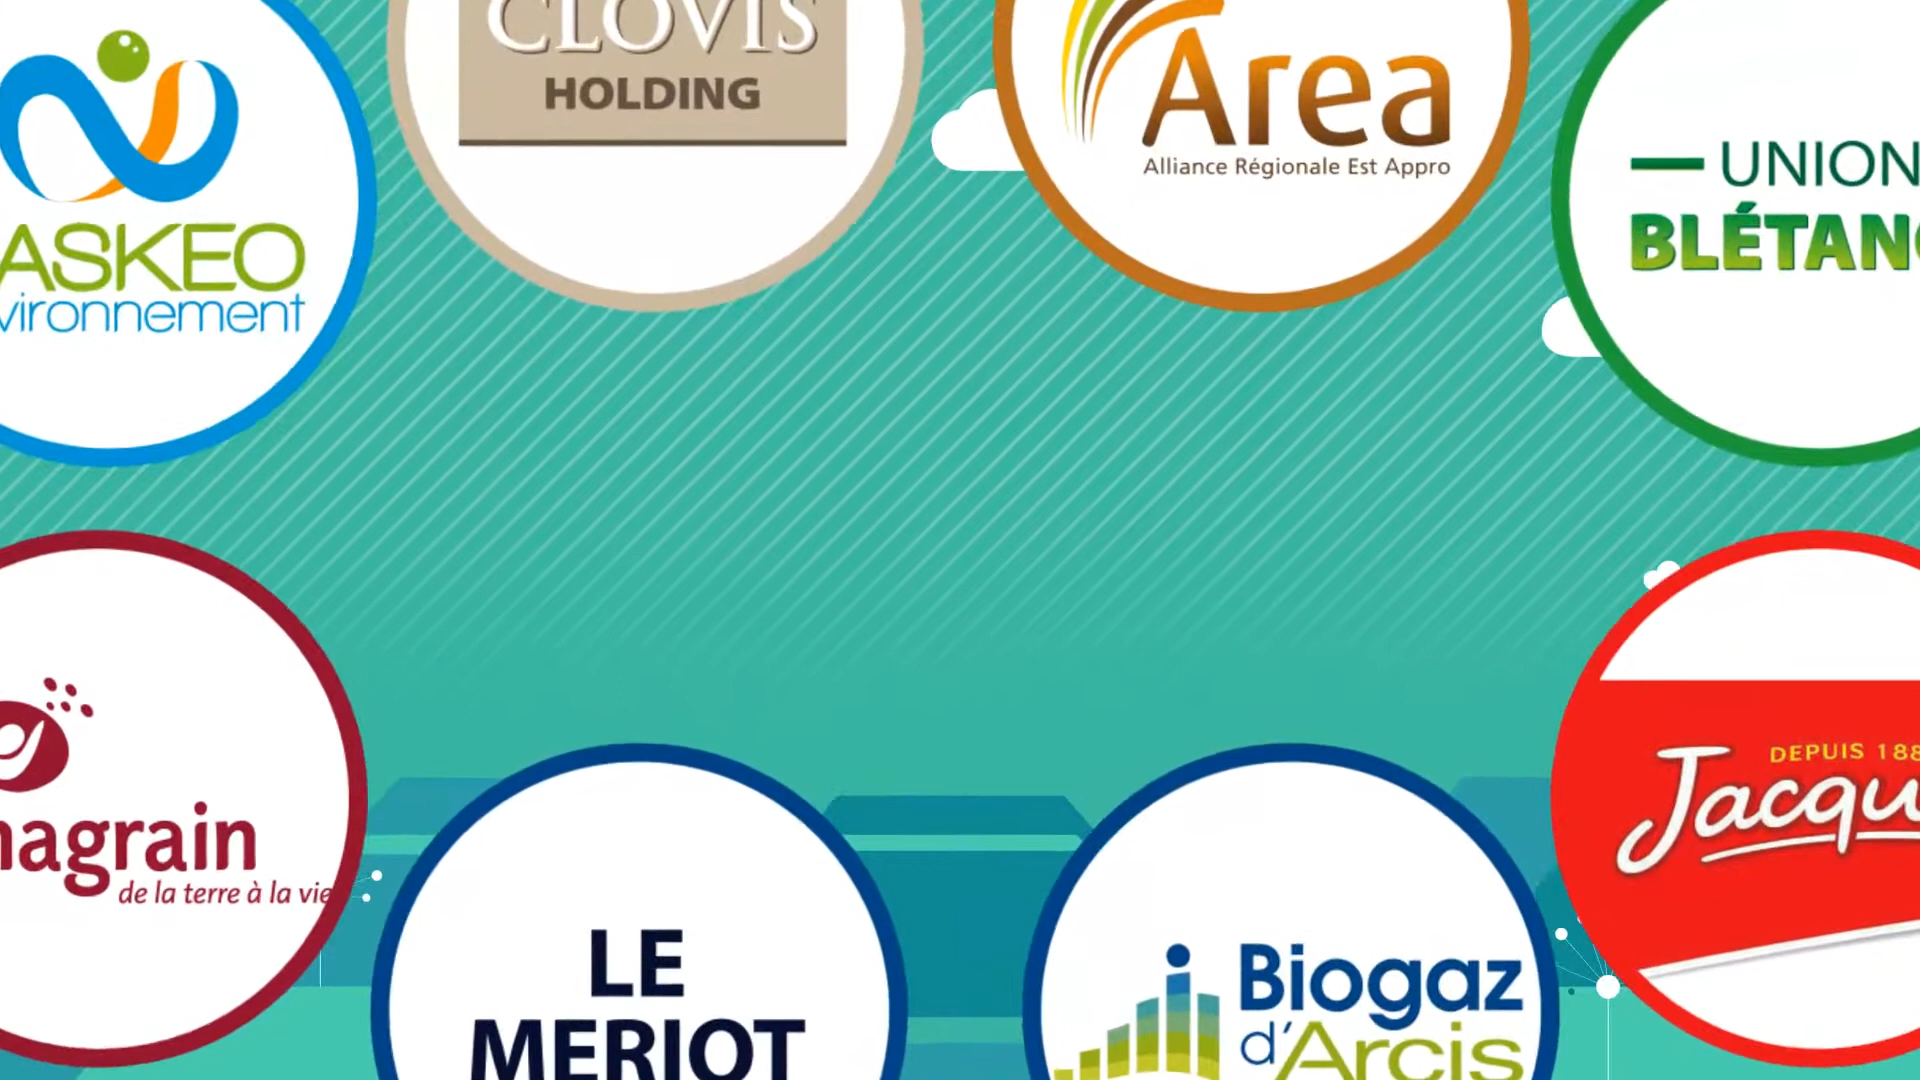 ASKEO
vironnement
CLOVIS
HOLDING
Area
Alliance Régionale Est Appro
UNION
BLÉTAN
agrain
de la terre à la vie
LE
MERIOT
Biogaz
d'Arcis
DEPUIS 188
Jacqu